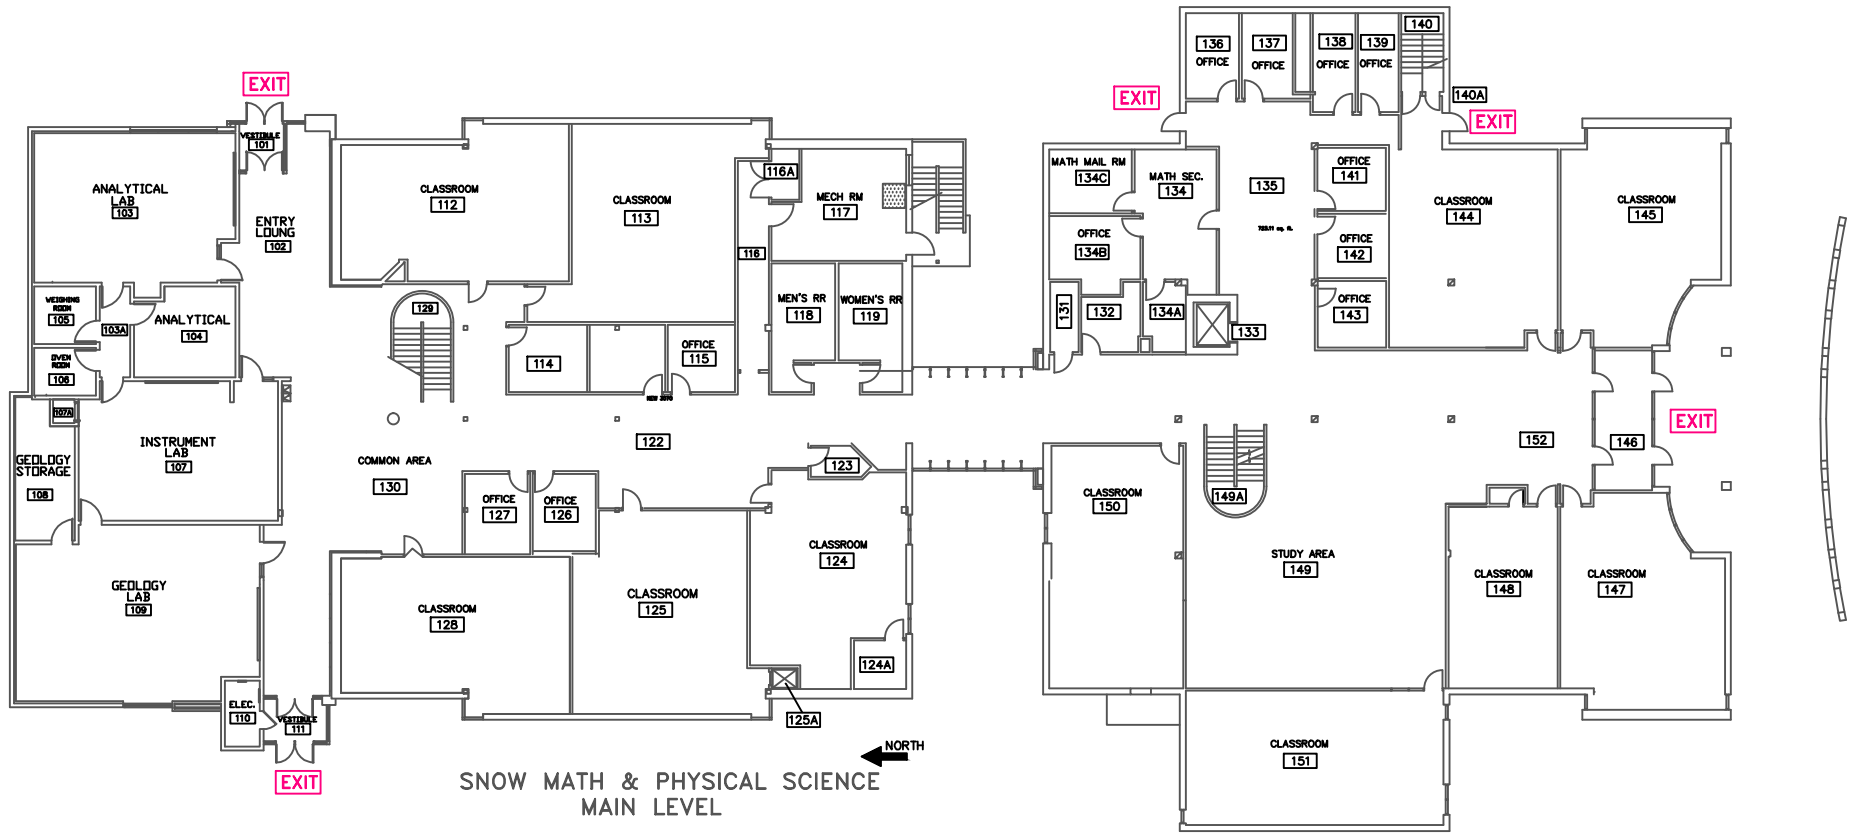 EXIT
VESTIBULE
101
ANALYTICAL
LAB
103
ENTRY
LOUNG
102
WEIGHING
ROOM
105
103A
ANALYTICAL
104
OVEN
ROOM
106
107A
INSTRUMENT
LAB
107
GEOLOGY
STORAGE
108
GEOLOGY
LAB
109
ELEC.
110
VESTIBULE
111
EXIT
CLASSROOM
112
CLASSROOM
113
129
114
OFFICE
115
116
116A
MECH RM
117
MEN'S RR
118
WOMEN'S RR
119
NEW 3070
122
COMMON AREA
130
OFFICE
127
OFFICE
126
123
CLASSROOM
124
124A
CLASSROOM
125
125A
CLASSROOM
128
NORTH
SNOW MATH & PHYSICAL SCIENCE
MAIN LEVEL
EXIT
136
OFFICE
137
OFFICE
138
OFFICE
139
OFFICE
140
140A
EXIT
MATH MAIL RM
134C
MATH SEC.
134
OFFICE
134B
131
132
134A
133
135
723.11 sq. ft.
OFFICE
141
OFFICE
142
OFFICE
143
CLASSROOM
144
CLASSROOM
145
EXIT
146
152
149A
CLASSROOM
150
STUDY AREA
149
CLASSROOM
148
CLASSROOM
147
CLASSROOM
151